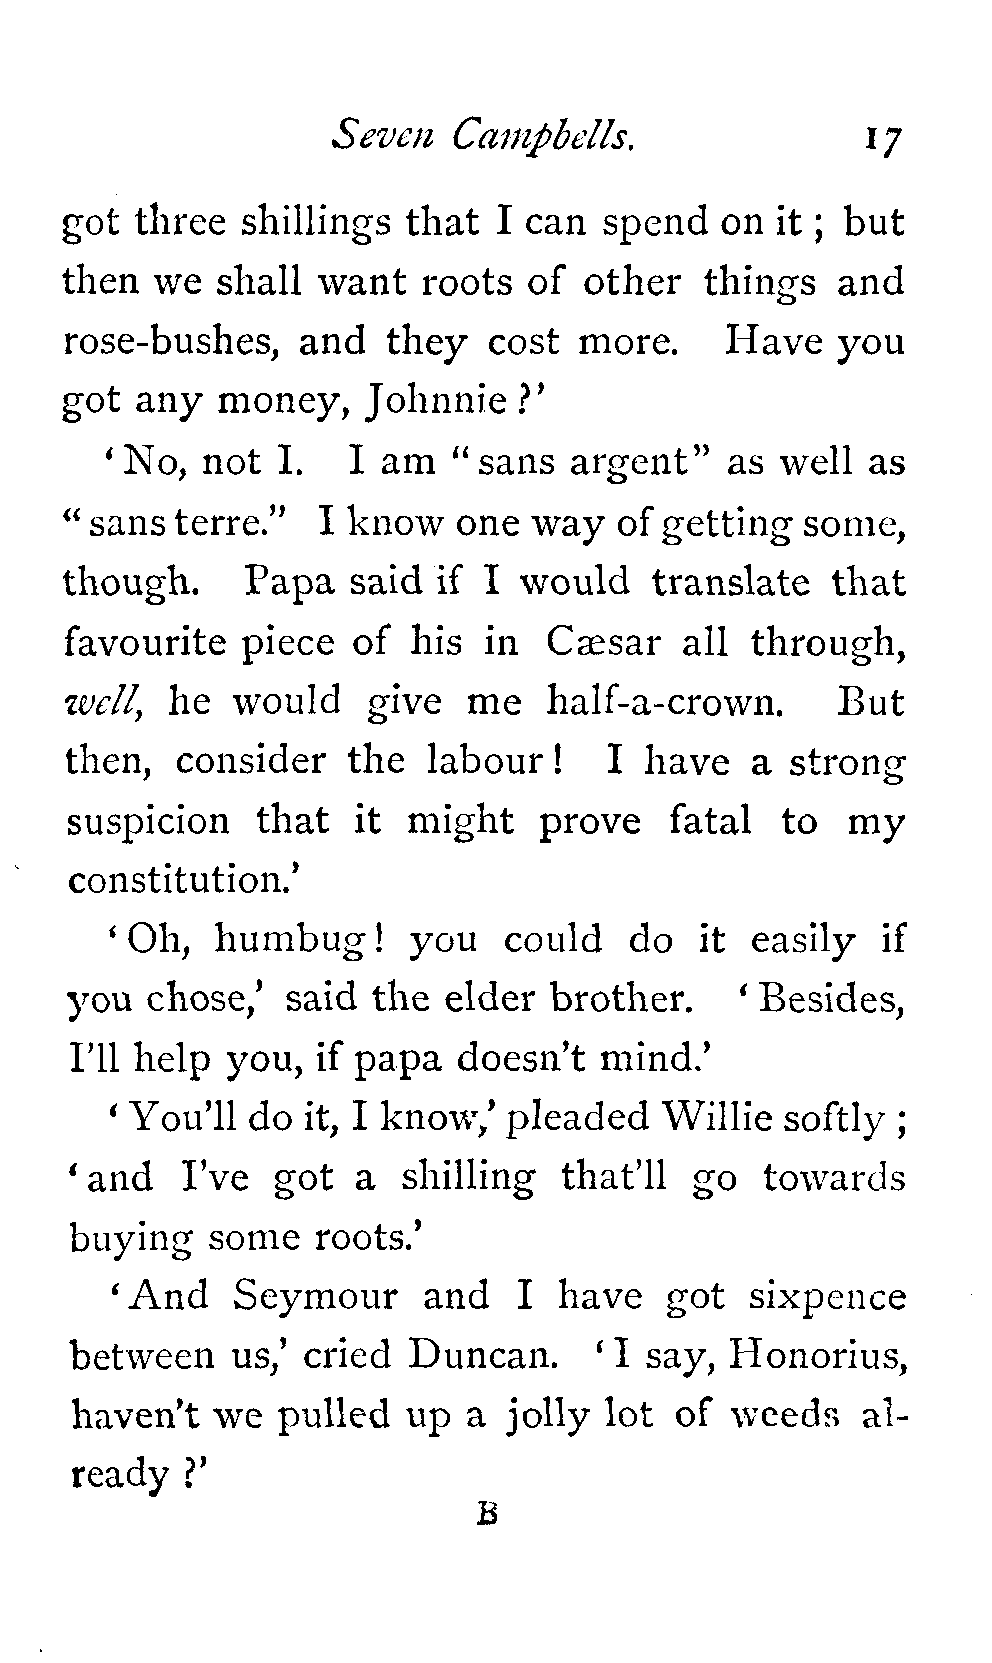 Seven Campbells. 17
got three shillings that I can spend on it ; but
then we shall want roots of other things and
rose-bushes, and they cost more. Have you
got any money, Johnnie ?'
' No, not I. I am " sans argent" as well as
" sans terre." I know one way of getting some,
though. Papa said if I would translate that
favourite piece of his in Cæsar all through,
well, he would give me half-a-crown. But
then, consider the labour ! I have a strong
suspicion that it might prove fatal to my
constitution.'
' Oh, humbug ! you could do it easily if
you chose,' said the elder brother. ' Besides,
I'll help you, if papa doesn't mind.'
' You'll do it, I know,' pleaded Willie softly ;
' and I've got a shilling that'll go towards
buying some roots.'
' And Seymour and I have got sixpence
between us,' cried Duncan. ' I say, Honorius,
haven't we pulled up a jolly lot of weeds al-
ready ?'
B